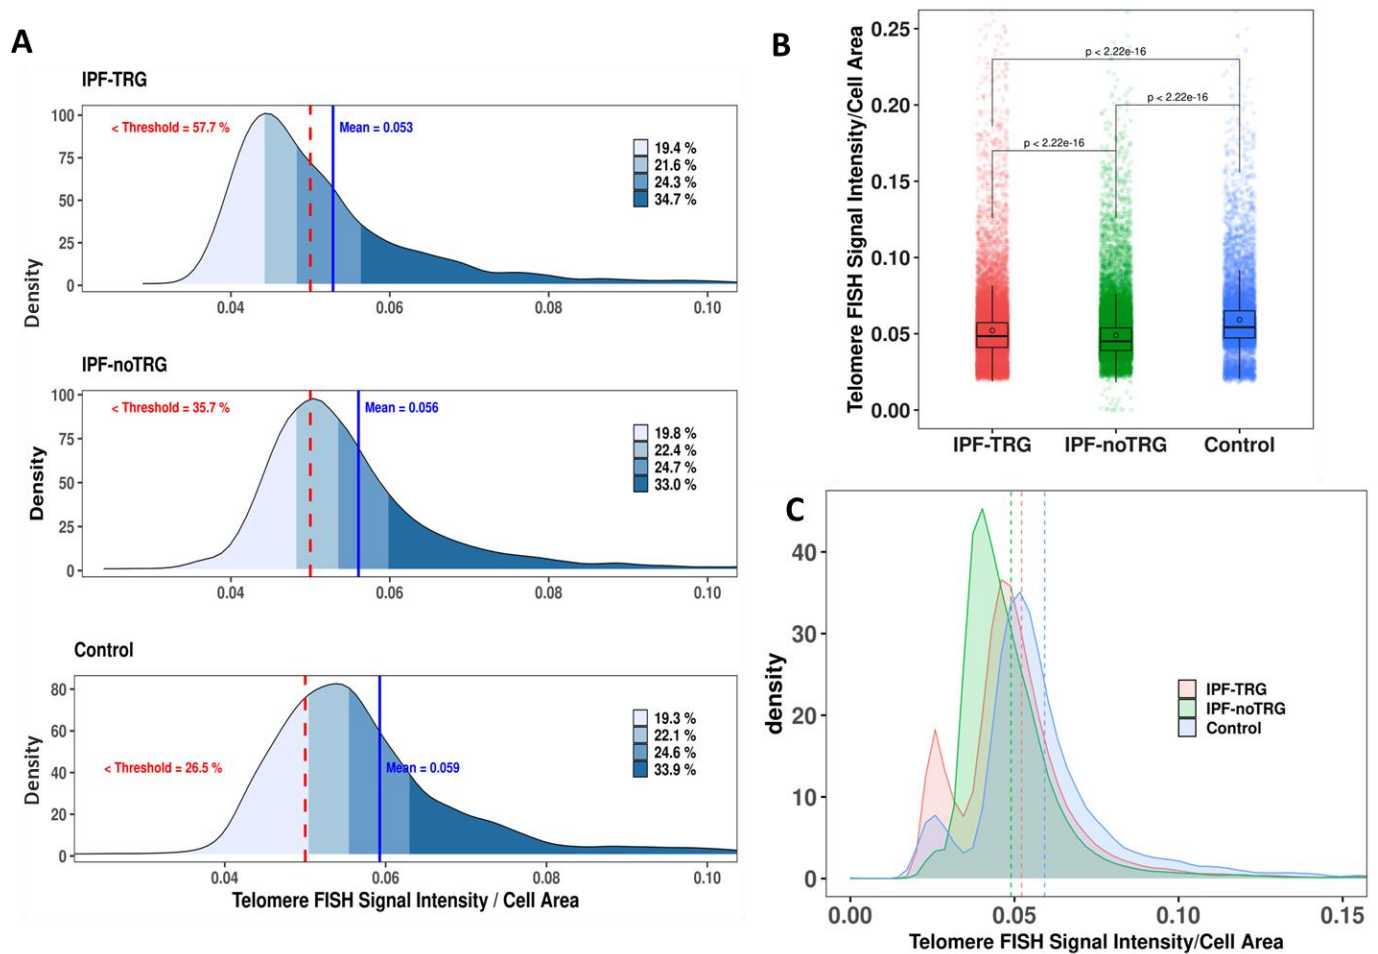 A
IPF-TRG
< Threshold = 57.7 %
Mean = 0.053
19.4 %
21.6 %
24.3 %
34.7 %
100
75
50
25
0
Density
0.04
0.06
0.08
0.10
IPF-noTRG
< Threshold = 35.7 %
Mean = 0.056
19.8 %
22.4 %
24.7 %
33.0 %
100
75
50
25
0
Density
0.04
0.06
0.08
0.10
Control
< Threshold = 26.5 %
Mean = 0.059
19.3 %
22.1 %
24.6 %
33.9 %
80
60
40
20
0
Density
0.04
0.06
0.08
0.10
Telomere FISH Signal Intensity / Cell Area
B
Telomere FISH Signal Intensity/Cell Area
0.25
0.20
0.15
0.10
0.05
0.00
p < 2.22e-16
p < 2.22e-16
p < 2.22e-16
IPF-TRG
IPF-noTRG
Control
C
density
40
30
20
10
0
IPF-TRG
IPF-noTRG
Control
0.00
0.05
0.10
0.15
Telomere FISH Signal Intensity/Cell Area